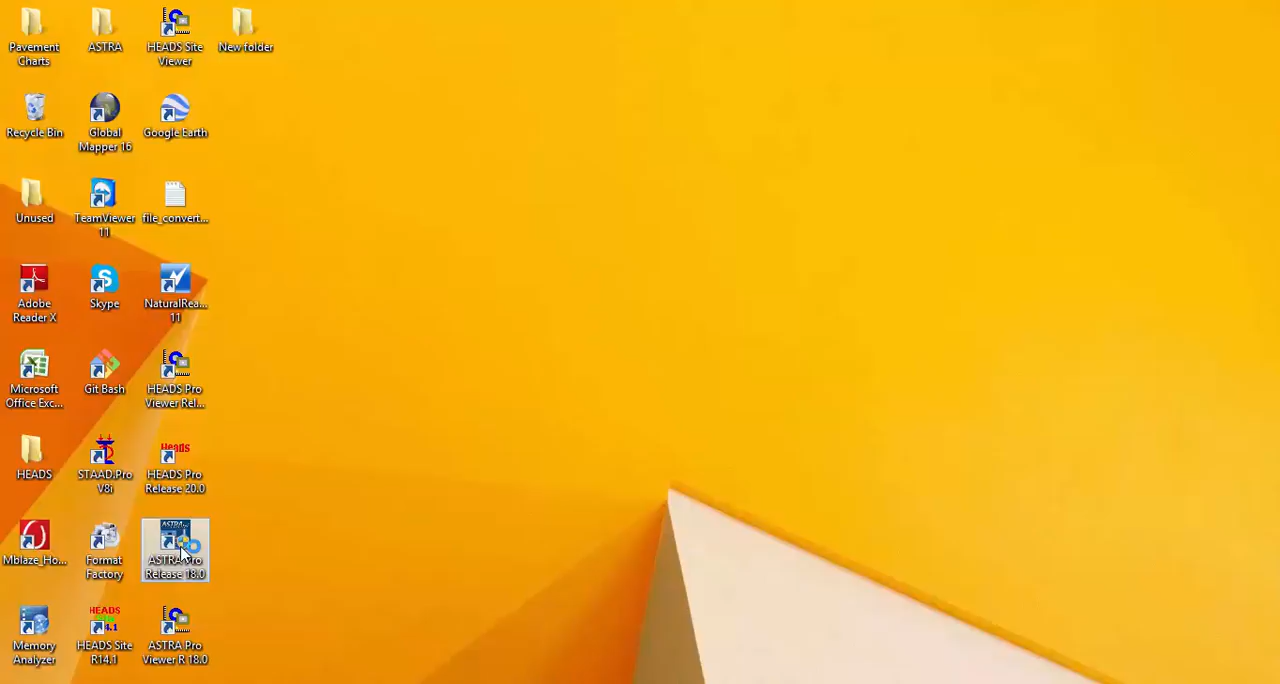 Pavement
Charts
ASTRA
HEADS Site
Viewer
New folder
Recycle Bin
Global
Mapper 16
Google Earth
Unused
TeamViewer
11
file_convert...
Adobe
Reader X
Skype
NaturalRea...
11
Microsoft
Office Exc...
Git Bash
HEADS Pro
Viewer Rel...
HEADS
STAAD.Pro
V8i
Heads
HEADS Pro
Release 20.0
Mblaze_Ho...
Format
Factory
ASTRA
ASTRA Pro
Release 18.0
Memory
Analyzer
HEADS
HEADS Site
R14.1
ASTRA Pro
Viewer R 18.0